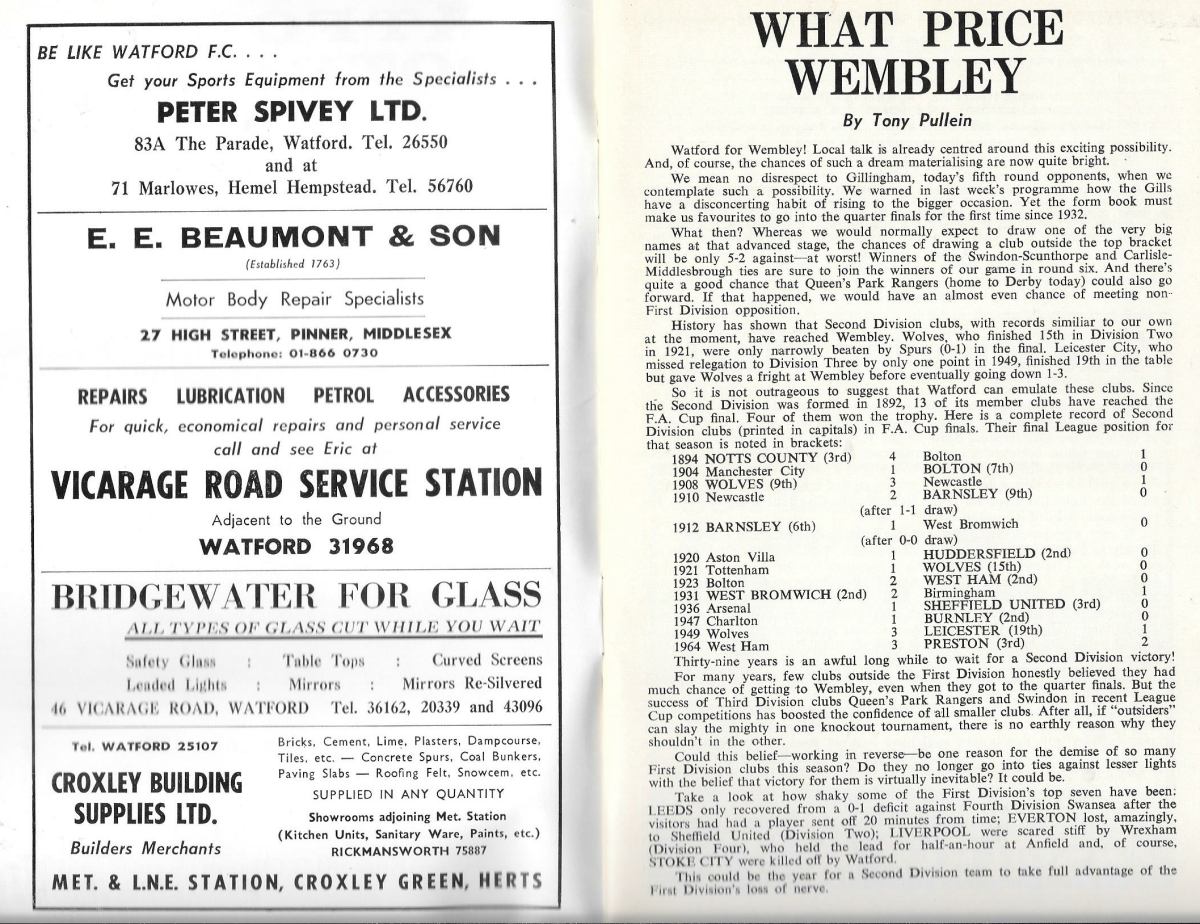 BE LIKE WATFORD F.C. . . .
Get your Sports Equipment from the Specialists . . .
PETER SPIVEY LTD.
83A The Parade, Watford. Tel. 26550
and at
71 Marlowes, Hemel Hempstead. Tel. 56760
E. E. BEAUMONT & SON
(Established 1763)
Motor Body Repair Specialists
27 HIGH STREET, PINNER, MIDDLESEX
Telephone: 01-866 0730
REPAIRS LUBRICATION PETROL ACCESSORIES
For quick, economical repairs and personal service
call and see Eric at
VICARAGE ROAD SERVICE STATION
Adjacent to the Ground
WATFORD 31968
BRIDGEWATER FOR GLASS
ALL TYPES OF GLASS CUT WHILE YOU WAIT
Safety Glass : Table Tops : Curved Screens
Leaded Lights : Mirrors : Mirrors Re-Silvered
46 VICARAGE ROAD, WATFORD Tel. 36162, 20339 and 43096
Tel. WATFORD 25107
CROXLEY BUILDING
SUPPLIES LTD.
Builders Merchants
Bricks, Cement, Lime, Plasters, Dampcourse,
Tiles, etc. — Concrete Spurs, Coal Bunkers,
Paving Slabs — Roofing Felt, Snowcem, etc.
SUPPLIED IN ANY QUANTITY
Showrooms adjoining Met. Station
(Kitchen Units, Sanitary Ware, Paints, etc.)
RICKMANSWORTH 75887
MET. & L.N.E. STATION, CROXLEY GREEN, HERTS
WHAT PRICE
WEMBLEY
By Tony Pullein
Watford for Wembley! Local talk is already centred around this exciting possibility.
And, of course, the chances of such a dream materialising are now quite bright.
We mean no disrespect to Gillingham, today's fifth round opponents, when we
contemplate such a possibility. We warned in last week's programme how the Gills
have a disconcerting habit of rising to the bigger occasion. Yet the form book must
make us favourites to go into the quarter finals for the first time since 1932.
What then? Whereas we would normally expect to draw one of the very big
names at that advanced stage, the chances of drawing a club outside the top bracket
will be only 5-2 against—at worst! Winners of the Swindon-Scunthorpe and Carlisle-
Middlesbrough ties are sure to join the winners of our game in round six. And there's
quite a good chance that Queen's Park Rangers (home to Derby today) could also go
forward. If that happened, we would have an almost even chance of meeting non-
First Division opposition.
History has shown that Second Division clubs, with records similiar to our own
at the moment, have reached Wembley. Wolves, who finished 15th in Division Two
in 1921, were only narrowly beaten by Spurs (0-1) in the final. Leicester City, who
missed relegation to Division Three by only one point in 1949, finished 19th in the table
but gave Wolves a fright at Wembley before eventually going down 1-3.
So it is not outrageous to suggest that Watford can emulate these clubs. Since
the Second Division was formed in 1892, 13 of its member clubs have reached the
F.A. Cup final. Four of them won the trophy. Here is a complete record of Second
Division clubs (printed in capitals) in F.A. Cup finals. Their final League position for
that season is noted in brackets:
1894 NOTTS COUNTY (3rd) 4 Bolton 1
1904 Manchester City 1 BOLTON (7th) 0
1908 WOLVES (9th) 3 Newcastle 1
1910 Newcastle 2 BARNSLEY (9th) 0
(after 1-1 draw)
1912 BARNSLEY (6th) 1 West Bromwich 0
(after 0-0 draw)
1920 Aston Villa 1 HUDDERSFIELD (2nd) 0
1921 Tottenham 1 WOLVES (15th) 0
1923 Bolton 2 WEST HAM (2nd) 0
1931 WEST BROMWICH (2nd) 2 Birmingham 1
1936 Arsenal 1 SHEFFIELD UNITED (3rd) 0
1947 Charlton 1 BURNLEY (2nd) 0
1949 Wolves 3 LEICESTER (19th) 1
1964 West Ham 3 PRESTON (3rd) 2
Thirty-nine years is an awful long while to wait for a Second Division victory!
For many years, few clubs outside the First Division honestly believed they had
much chance of getting to Wembley, even when they got to the quarter finals. But the
success of Third Division clubs Queen's Park Rangers and Swindon in recent League
Cup competitions has boosted the confidence of all smaller clubs. After all, if "outsiders"
can slay the mighty in one knockout tournament, there is no earthly reason why they
shouldn't in the other.
Could this belief—working in reverse—be one reason for the demise of so many
First Division clubs this season? Do they no longer go into ties against lesser lights
with the belief that victory for them is virtually inevitable? It could be.
Take a look at how shaky some of the First Division's top seven have been:
LEEDS only recovered from a 0-1 deficit against Fourth Division Swansea after the
visitors had had a player sent off 20 minutes from time; EVERTON lost, amazingly,
to Sheffield United (Division Two); LIVERPOOL were scared stiff by Wrexham
(Division Four), who held the lead for half-an-hour at Anfield and, of course,
STOKE CITY were killed off by Watford.
This could be the year for a Second Division team to take full advantage of the
First Division's loss of nerve.